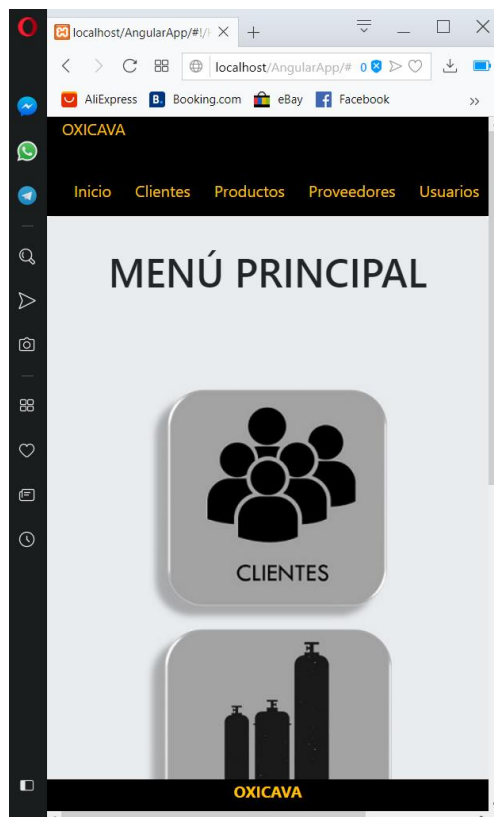 localhost/AngularApp/#!/
localhost/AngularApp/# 0
AliExpress B. Booking.com eBay Facebook
OXICAVA
Inicio Clientes Productos Proveedores Usuarios
MENÚ PRINCIPAL
CLIENTES
OXICAVA